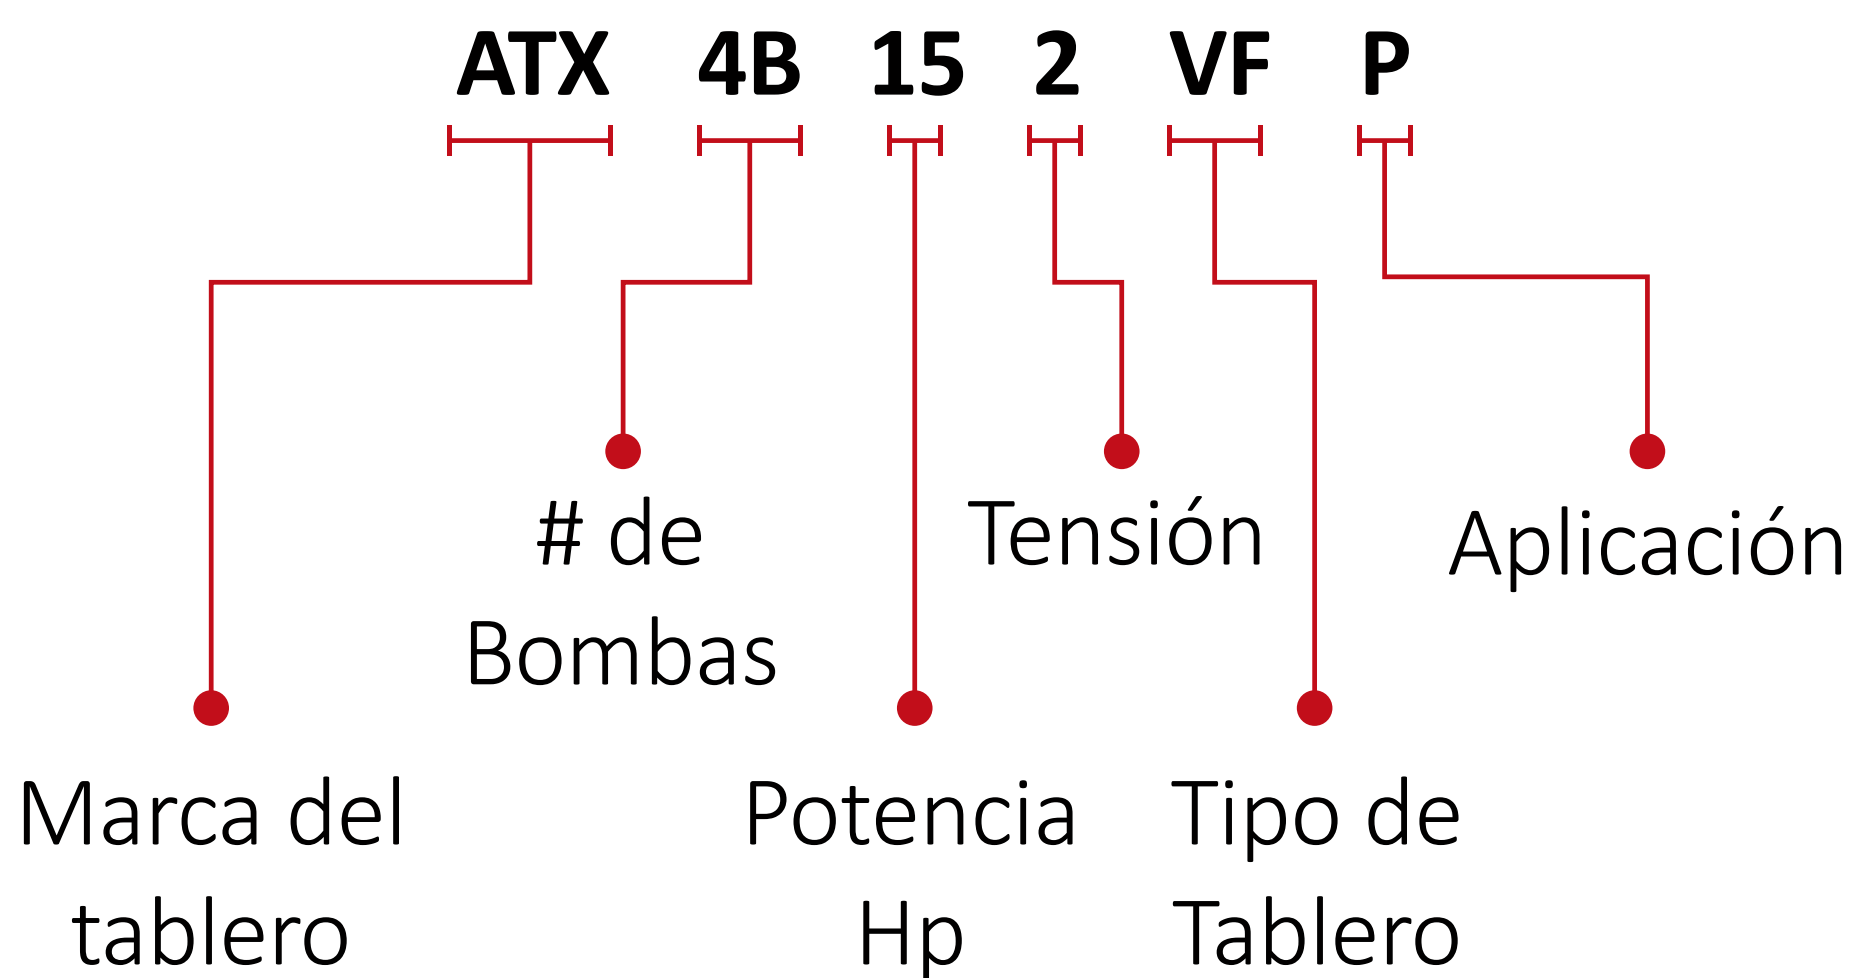 ATX 4B 15 2 VF P
# de
Bombas
Tensión
Aplicación
Marca del
tablero
Potencia
Hp
Tipo de
Tablero